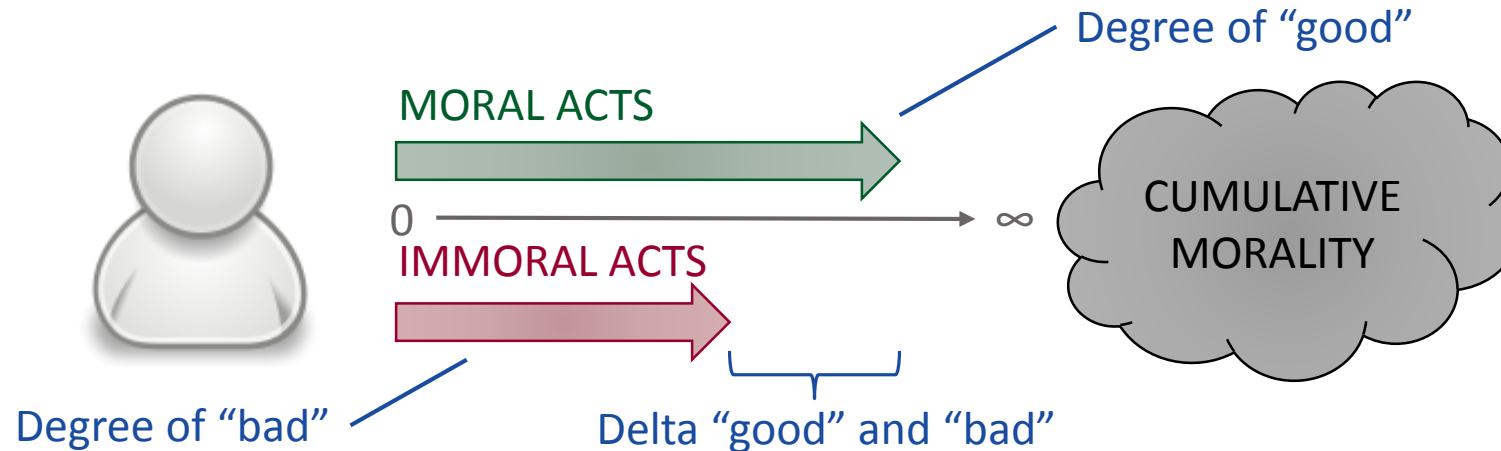 Degree of “good”
MORAL ACTS
0
∞
CUMULATIVE
MORALITY
IMMORAL ACTS
Degree of “bad”
Delta “good” and “bad”